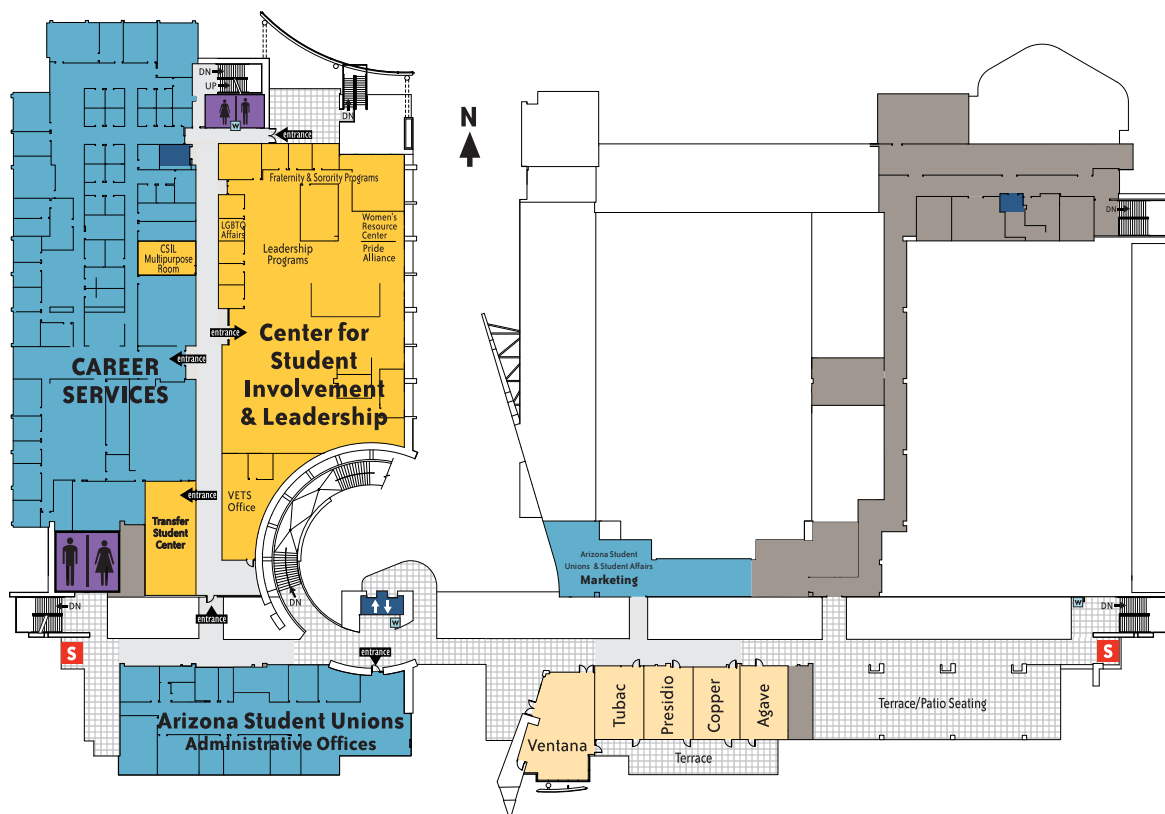 DN
UP
DN
W
entrance
N
Fraternity & Sorority Programs
LGBTQ
Affairs
Women's
Resource
Center
Pride
Alliance
Leadership
Programs
CSIL
Multipurpose
Room
DN
entrance
entrance
CAREER
SERVICES
Center for
Student
Involvement
& Leadership
entrance
VETS
Office
Transfer
Student
Center
Arizona Student
Unions & Student Affairs
Marketing
DN
DN
entrance
W
W
DN
S
entrance
S
Arizona Student Unions
Administrative Offices
Ventana
Tubac
Presidio
Copper
Agave
Terrace
Terrace/Patio Seating